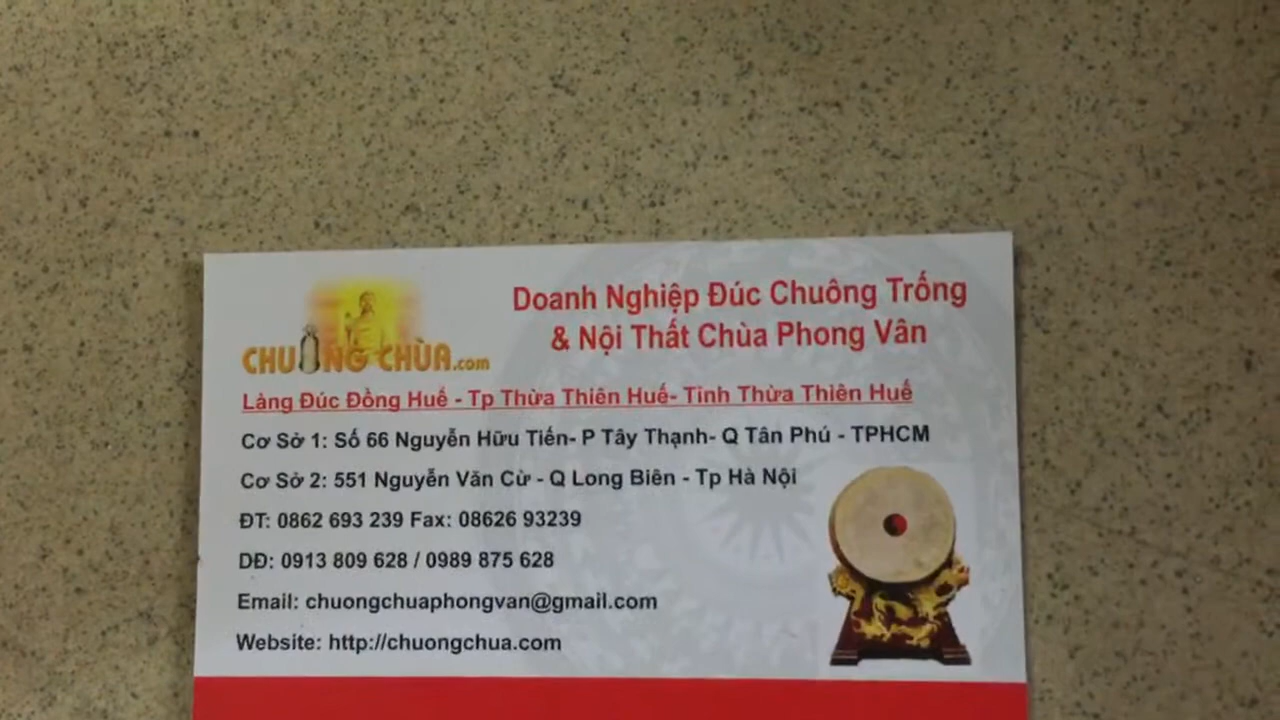 CHUÔNG CHÙA.com
Doanh Nghiệp Đúc Chuông Trống
& Nội Thất Chùa Phong Vân
Làng Đúc Đồng Huế - Tp Thừa Thiên Huế- Tỉnh Thừa Thiên Huế
Cơ Sở 1: Số 66 Nguyễn Hữu Tiến- P Tây Thạnh- Q Tân Phú - TPHCM
Cơ Sở 2: 551 Nguyễn Văn Cừ - Q Long Biên - Tp Hà Nội
ĐT: 0862 693 239 Fax: 08626 93239
DĐ: 0913 809 628 / 0989 875 628
Email: chuongchuaphongvan@gmail.com
Website: http://chuongchua.com